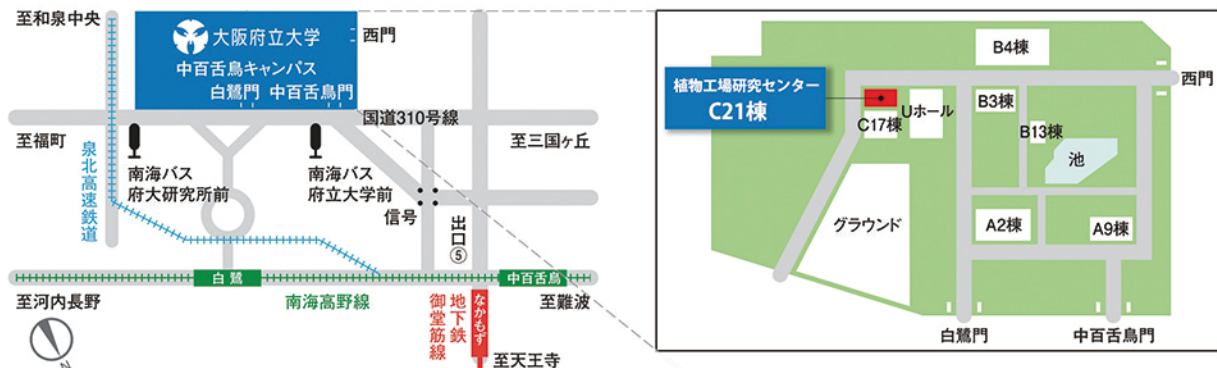 至和泉中央
大阪府立大学
西門
中百舌鳥キャンパス
白鷺門 中百舌鳥門
国道310号線
至福町
至三国ヶ丘
泉北高速鉄道
南海バス
府大研究所前
南海バス
府立大学前
信号
出口⑤
白鷺
中百舌鳥
至河内長野
南海高野線
地下鉄
御堂筋線
なかもず
至難波
至天王寺
N
B4棟
西門
植物工場研究センター
C21棟
C17棟
Uホール
B3棟
B13棟
池
グラウンド
A2棟
A9棟
白鷺門
中百舌鳥門